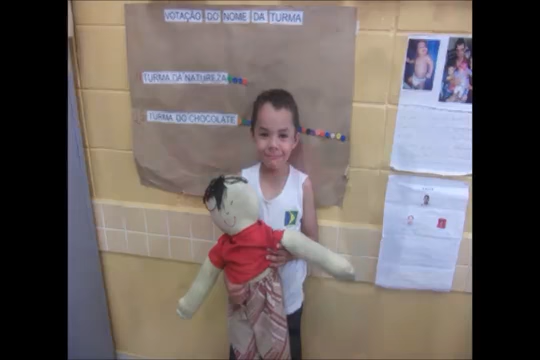 VOTAÇÃO DO NOME DA TURMA
TURMA DA NATUREZA
TURMA DO CHOCOLATE